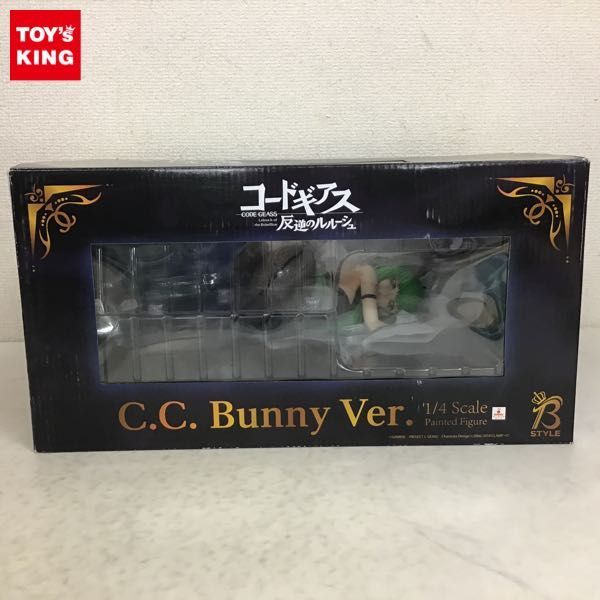 TOY'S
KING
コードギアス
CODE GEASS
Lelouch of
the Rebellion
反逆のルルーシュ
C.C. Bunny Ver.
1/4 Scale
Painted Figure
B
STYLE